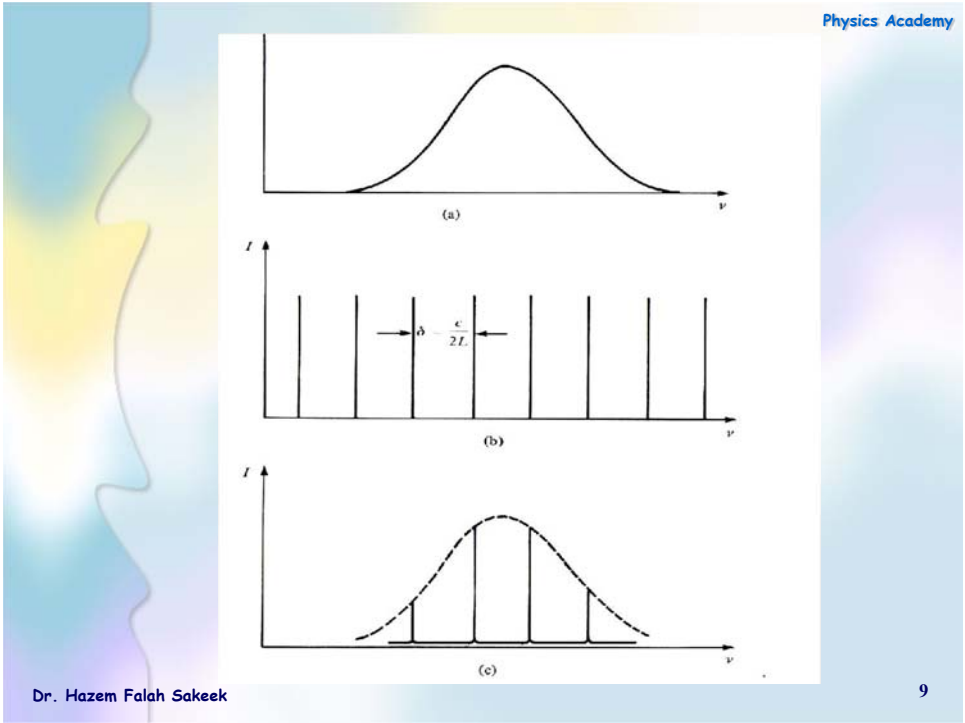 Physics Academy
ν
(a)
I
δ = c/2L
ν
(b)
I
ν
(c)
Dr. Hazem Falah Sakeek
9